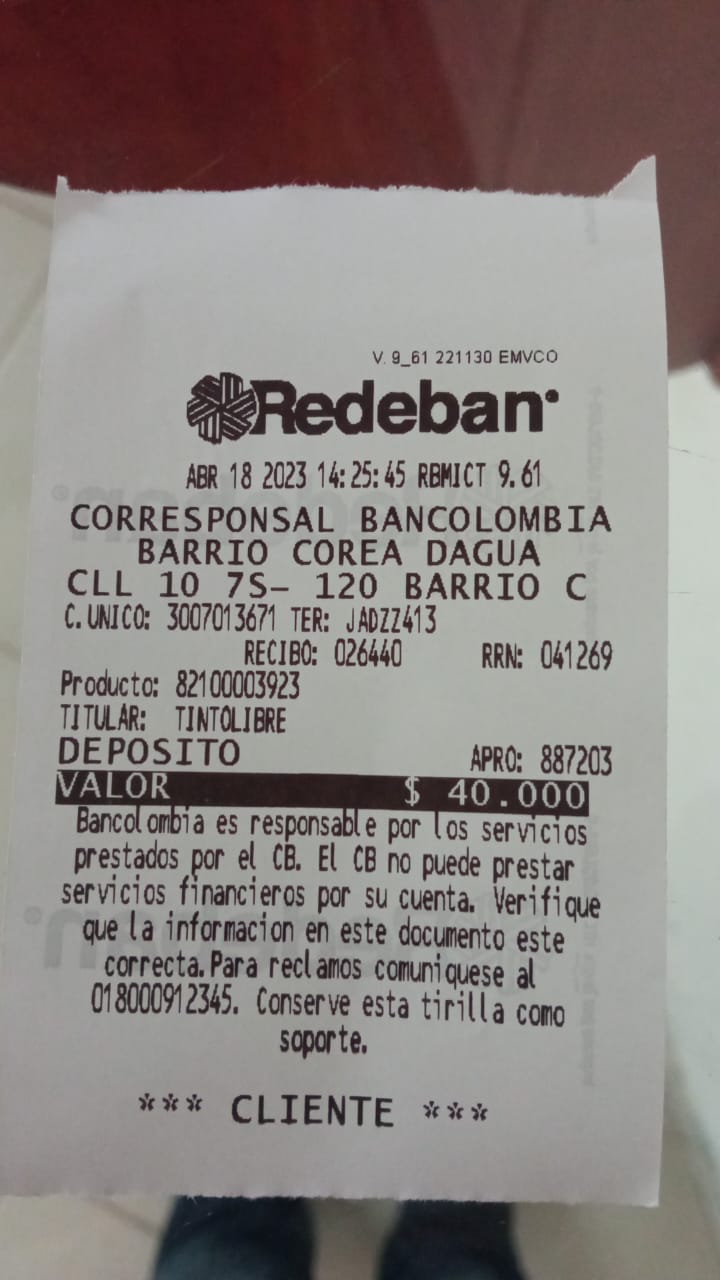 V. 9_61 221130 EMVCO
Redeban
ABR 18 2023 14:25:45 RBMICT 9.61
CORRESPONSAL BANCOLOMBIA
BARRIO COREA DAGUA
CLL 10 7S- 120 BARRIO C
C.UNICO: 3007013671 TER: JADZZ413
RECIBO: 026440 RRN: 041269
Producto: 82100003923
TITULAR: TINTOLIBRE
DEPOSITO APRO: 887203
VALOR $ 40.000
Bancolombia es responsable por los servicios
prestados por el CB. El CB no puede prestar
servicios financieros por su cuenta. Verifique
que la informacion en este documento este
correcta.Para reclamos comuniquese al
018000912345. Conserve esta tirilla como
soporte.
*** CLIENTE ***